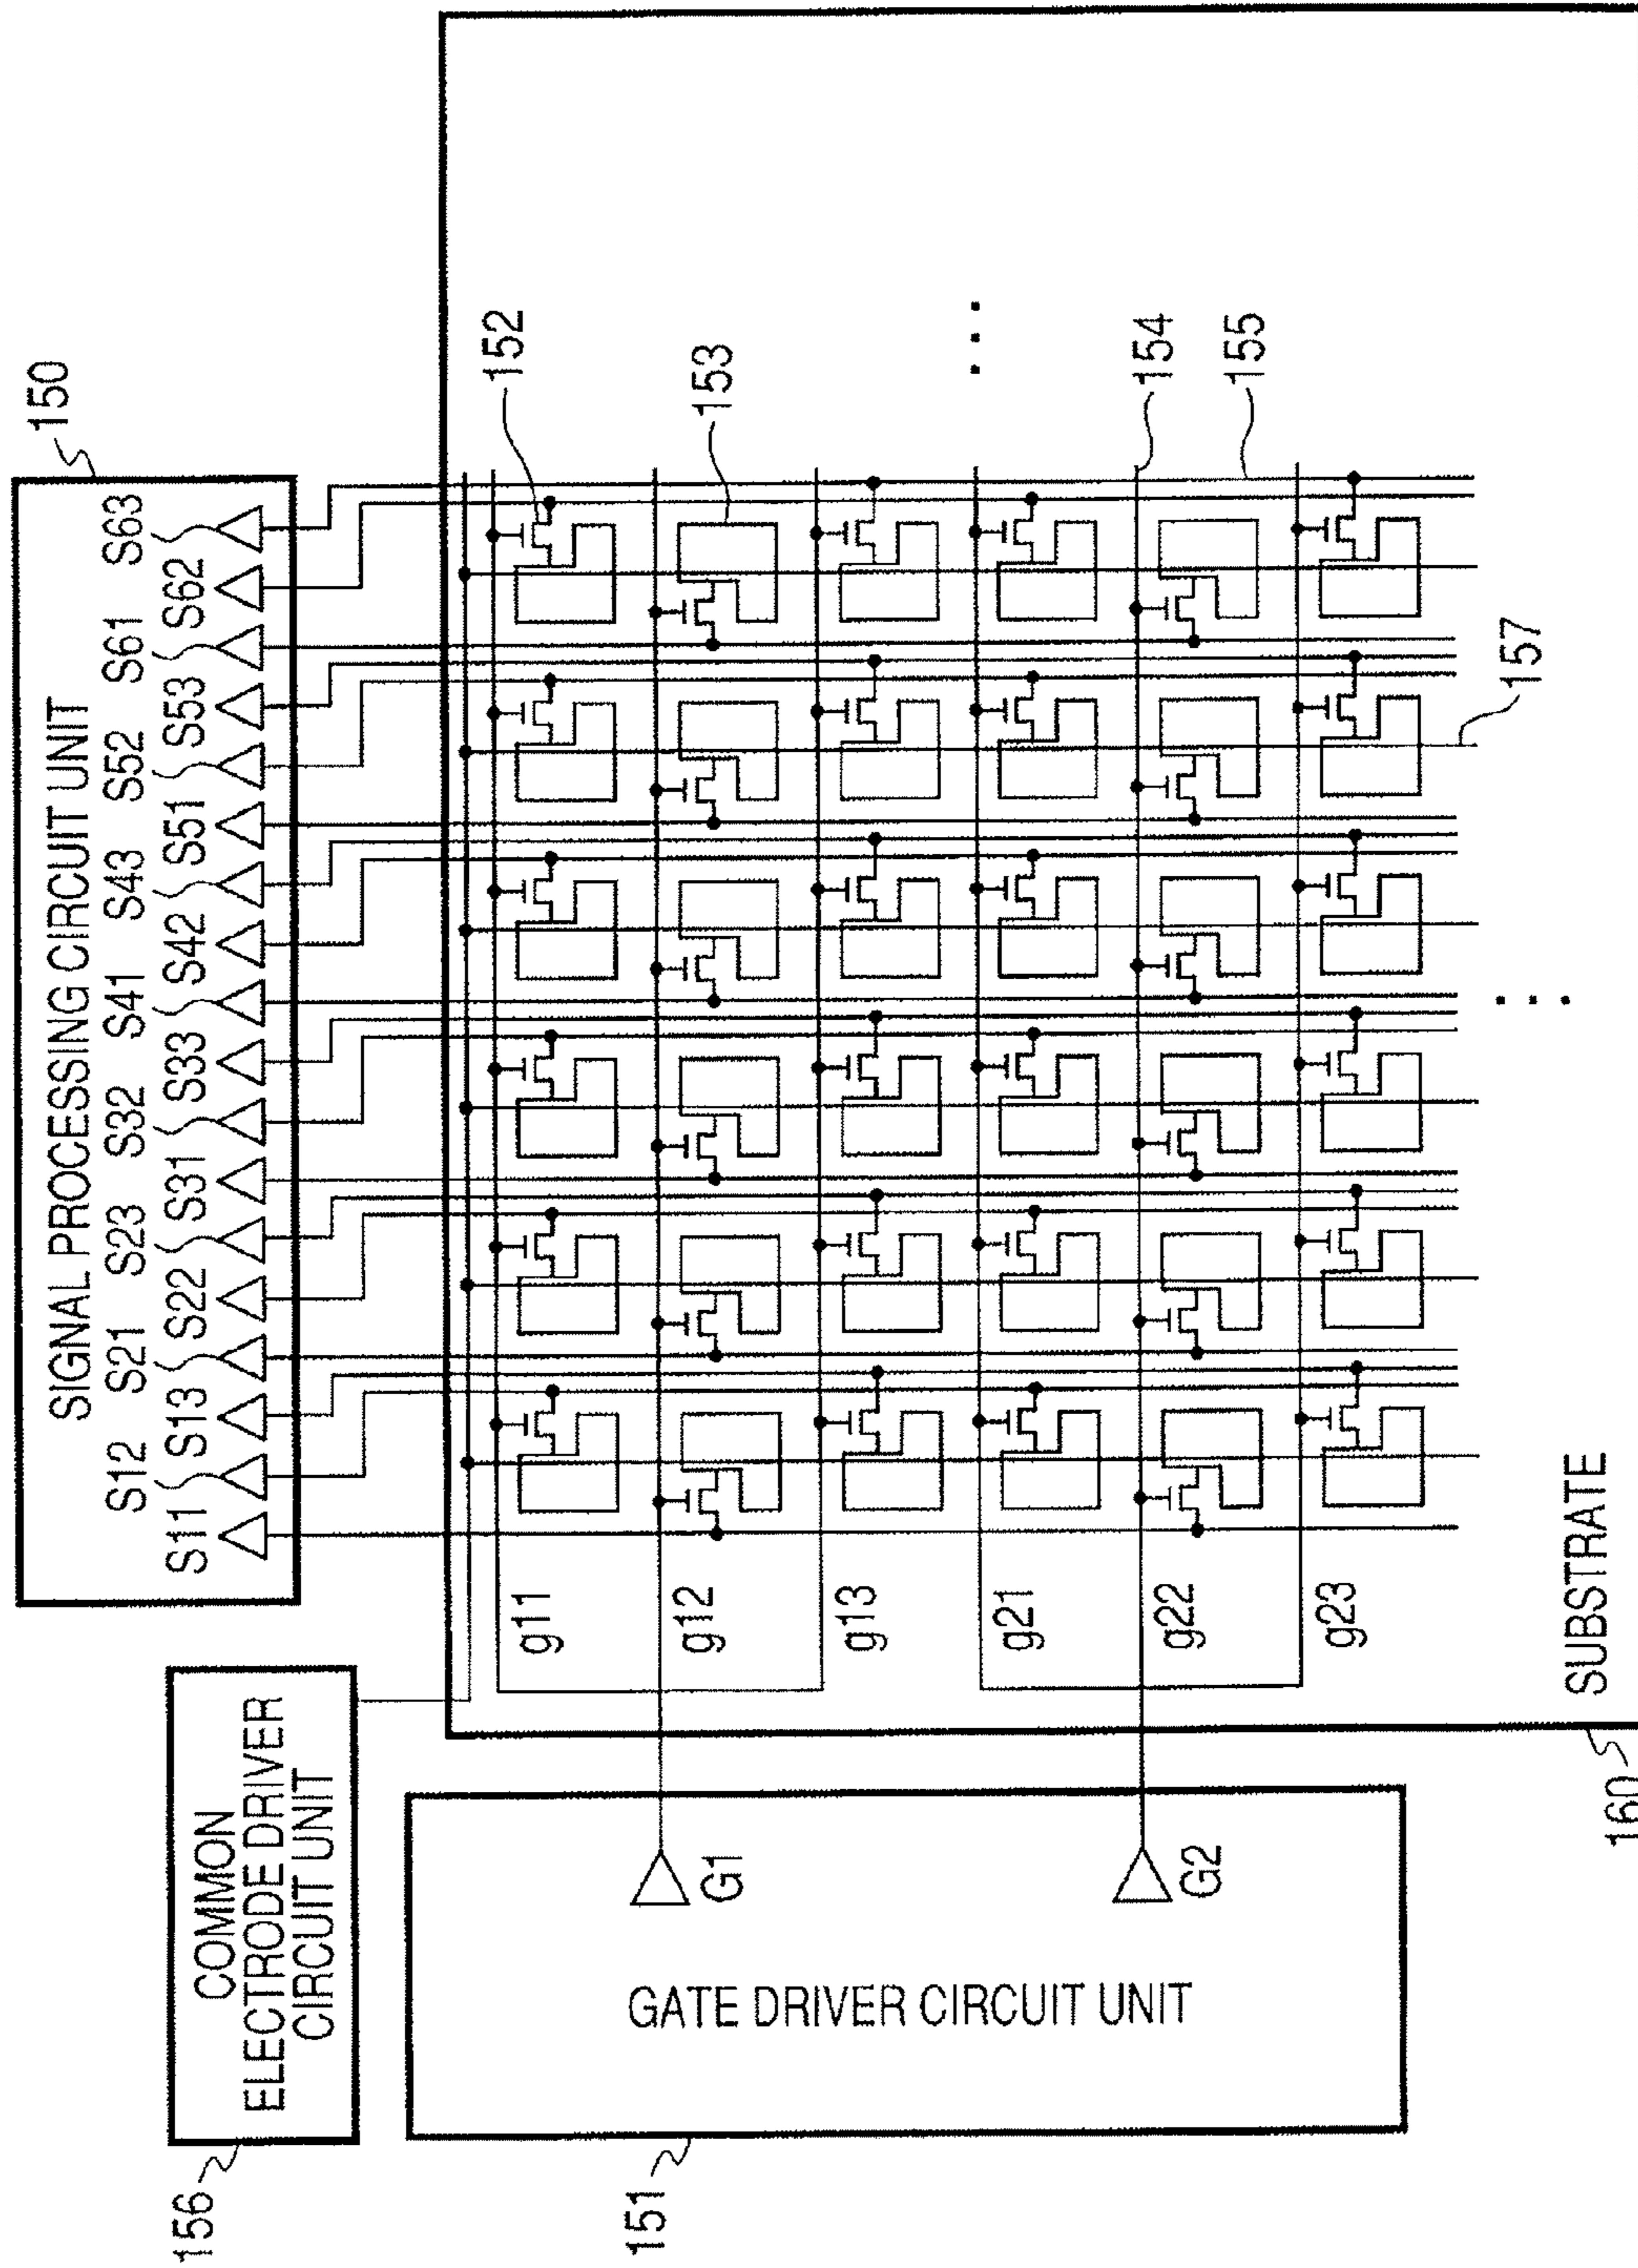 156
COMMON
ELECTRODE DRIVER
CIRCUIT UNIT
SIGNAL PROCESSING CIRCUIT UNIT
150
S11
S12
S13
S21
S22
S23
S31
S32
S33
S41
S42
S43
S51
S52
S53
S61
S62
S63
151
GATE DRIVER CIRCUIT UNIT
G1
G2
g11
g12
g13
g21
g22
g23
152
153
154
155
157
...
...
SUBSTRATE
160